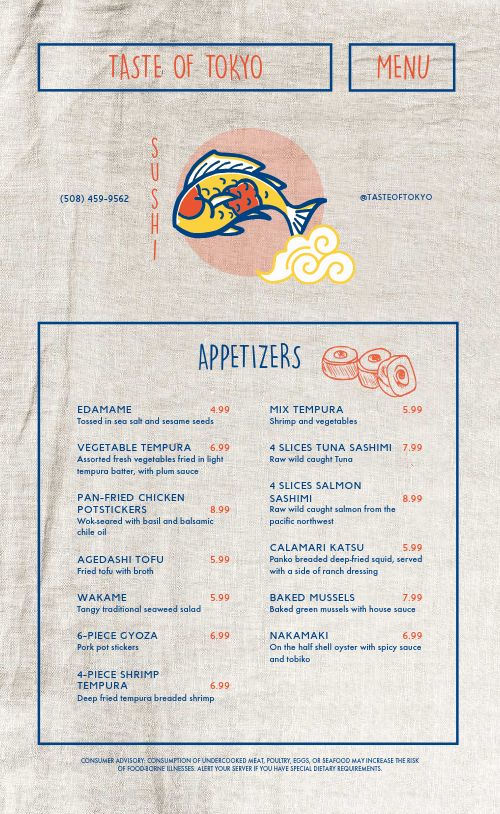 TASTE OF TOKYO
MENU
SUSHI
(508) 459-9562
@TASTEOFTOKYO
APPETIZERS
EDAMAME 4.99
Tossed in sea salt and sesame seeds
VEGETABLE TEMPURA 6.99
Assorted fresh vegetables fried in light
tempura batter, with plum sauce
PAN-FRIED CHICKEN
POTSTICKERS 8.99
Wok-seared with basil and balsamic
chile oil
AGEDASHI TOFU 5.99
Fried tofu with broth
WAKAME 5.99
Tangy traditional seaweed salad
6-PIECE GYOZA 6.99
Pork pot stickers
4-PIECE SHRIMP
TEMPURA 6.99
Deep fried tempura breaded shrimp
MIX TEMPURA 5.99
Shrimp and vegetables
4 SLICES TUNA SASHIMI 7.99
Raw wild caught Tuna
4 SLICES SALMON
SASHIMI 8.99
Raw wild caught salmon from the
pacific northwest
CALAMARI KATSU 5.99
Panko breaded deep-fried squid, served
with a side of ranch dressing
BAKED MUSSELS 7.99
Baked green mussels with house sauce
NAKAMAKI 6.99
On the half shell oyster with spicy sauce
and tobiko
CONSUMER ADVISORY: CONSUMPTION OF UNDERCOOKED MEAT, POULTRY, EGGS, OR SEAFOOD MAY INCREASE THE RISK
OF FOOD-BORNE ILLNESSES. ALERT YOUR SERVER IF YOU HAVE SPECIAL DIETARY REQUIREMENTS.